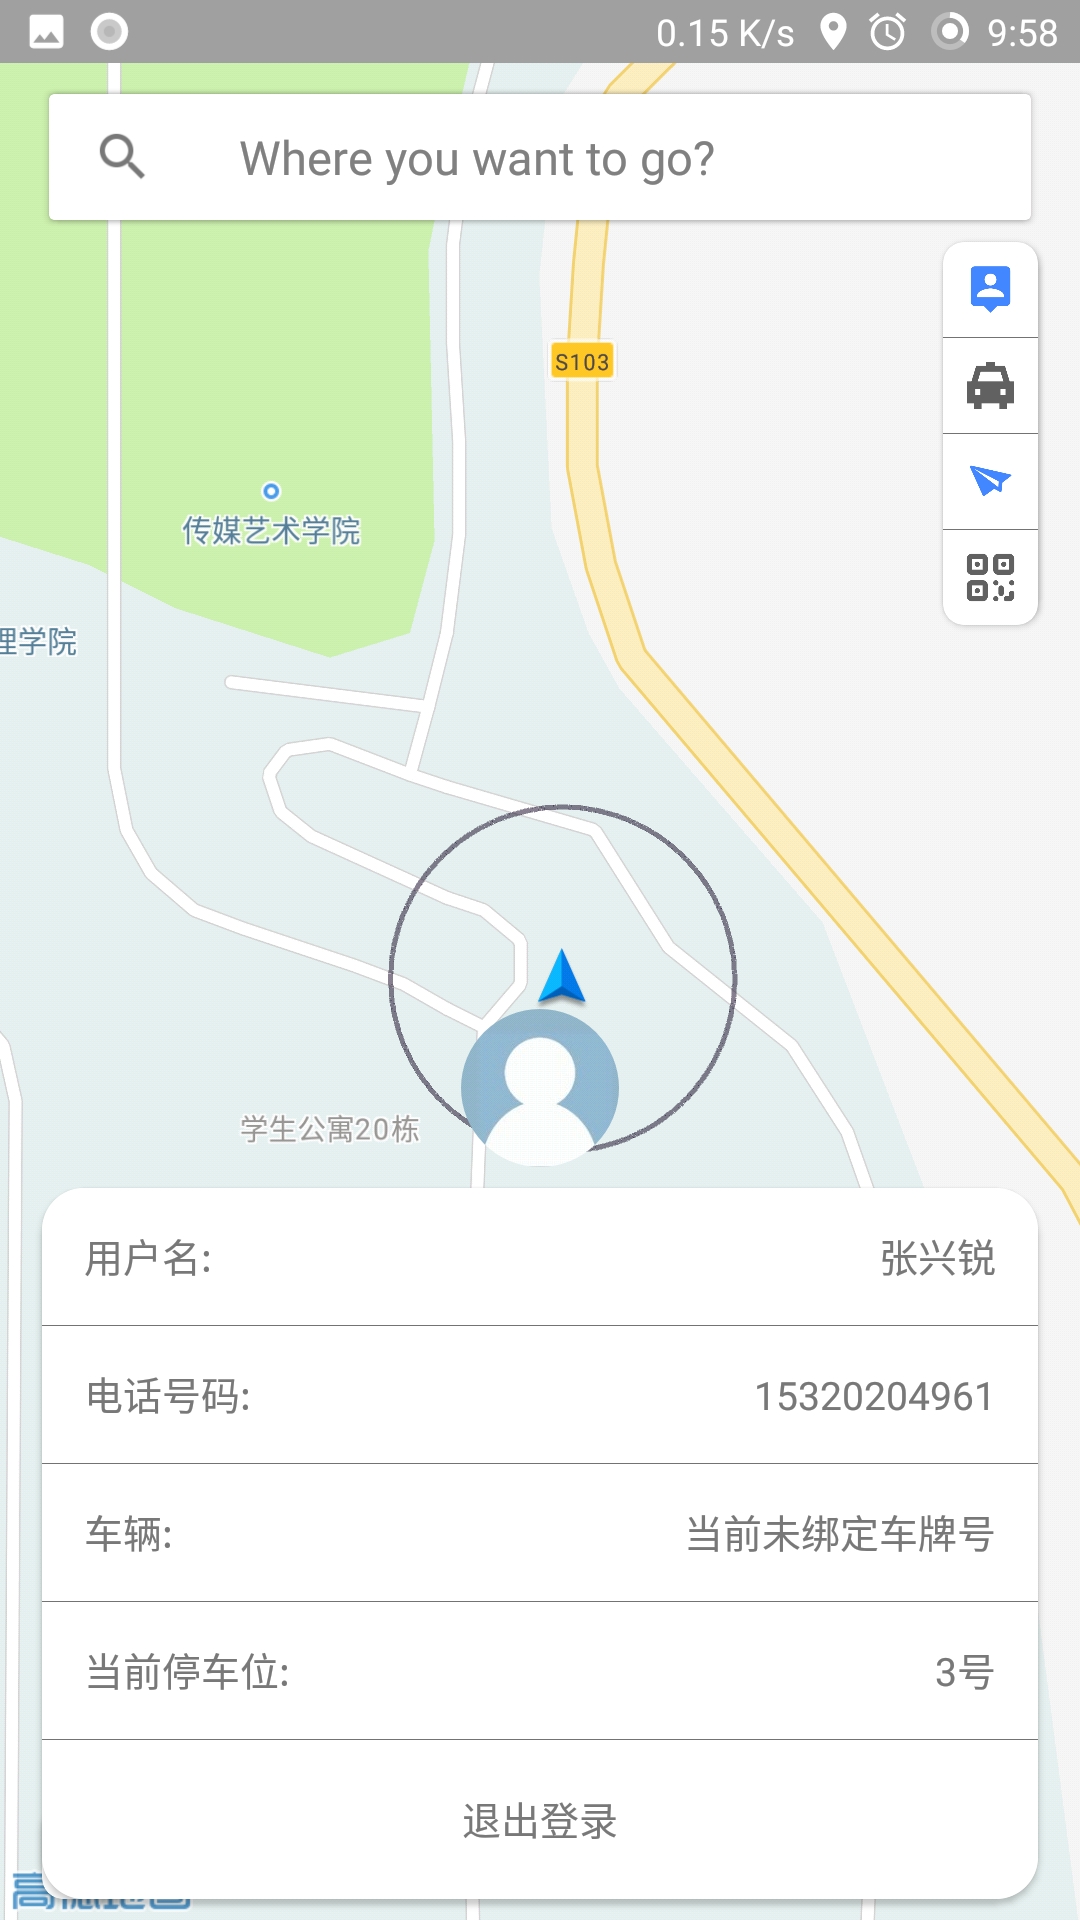 0.15 K/s 9:58
Where you want to go?
S103
传媒艺术学院
理学院
学生公寓20栋
用户名: 张兴锐
电话号码: 15320204961
车辆: 当前未绑定车牌号
当前停车位: 3号
退出登录